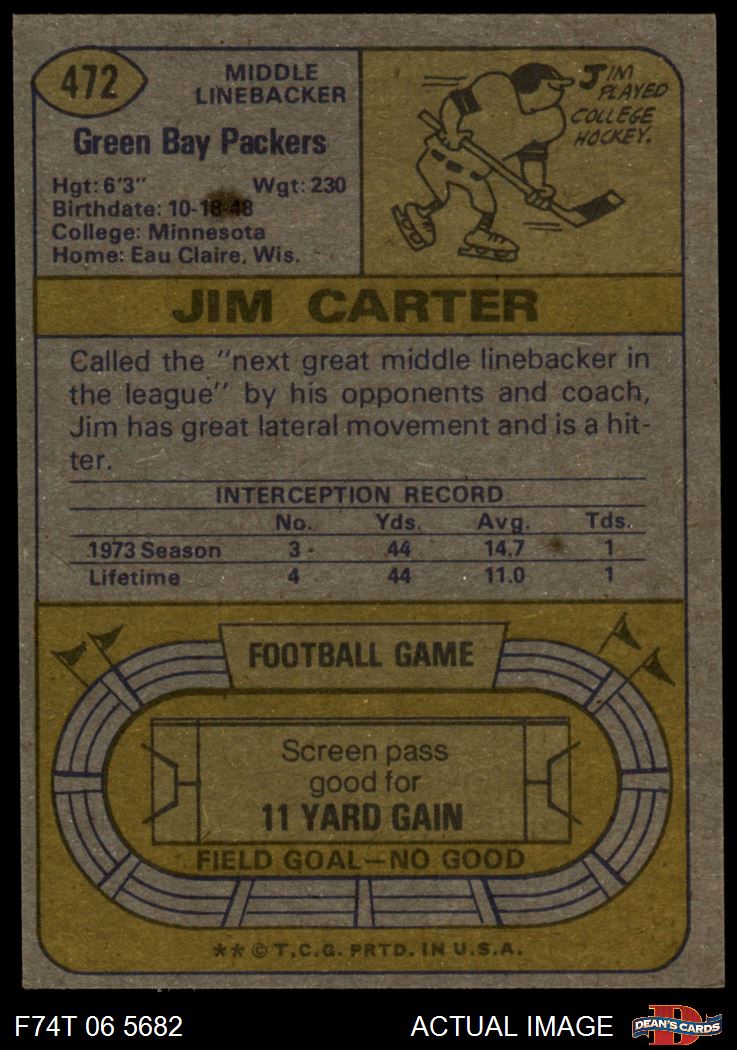 472
MIDDLE
LINEBACKER
Green Bay Packers
Hgt: 6'3" Wgt: 230
Birthdate: 10-18-48
College: Minnesota
Home: Eau Claire, Wis.
JIM
PLAYED
COLLEGE
HOCKEY.
JIM CARTER
Called the "next great middle linebacker in
the league" by his opponents and coach,
Jim has great lateral movement and is a hit-
ter.
INTERCEPTION RECORD
No. Yds. Avg. Tds.
1973 Season 3 44 14.7 1
Lifetime 4 44 11.0 1
FOOTBALL GAME
Screen pass
good for
11 YARD GAIN
FIELD GOAL—NO GOOD
** © T.C.G. PRTD. IN U.S.A.
F74T 06 5682 ACTUAL IMAGE DEAN'S CARDS